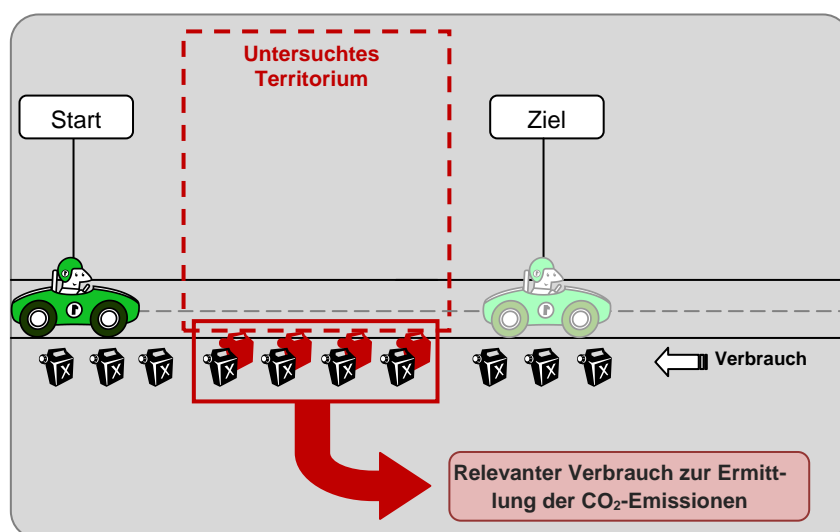 Untersuchtes
Territorium
Start
Ziel
Verbrauch
Relevanter Verbrauch zur Ermitt-
lung der CO₂-Emissionen